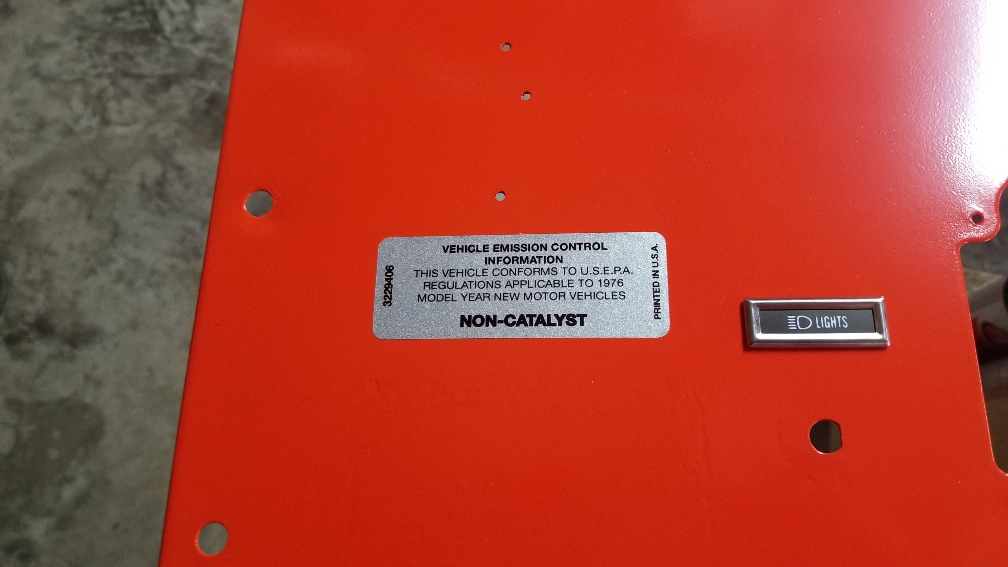 VEHICLE EMISSION CONTROL
INFORMATION
THIS VEHICLE CONFORMS TO U.S.E.P.A.
REGULATIONS APPLICABLE TO 1976
MODEL YEAR NEW MOTOR VEHICLES
NON-CATALYST
3229406
PRINTED IN U.S.A.
LIGHTS